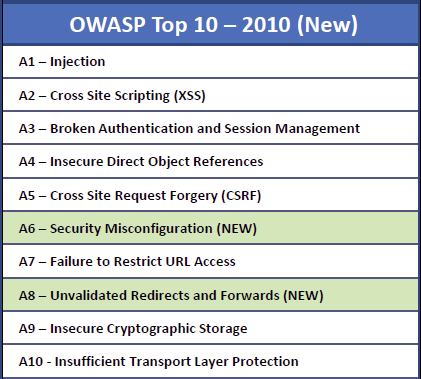 OWASP Top 10 – 2010 (New)
A1 – Injection
A2 – Cross Site Scripting (XSS)
A3 – Broken Authentication and Session Management
A4 – Insecure Direct Object References
A5 – Cross Site Request Forgery (CSRF)
A6 – Security Misconfiguration (NEW)
A7 – Failure to Restrict URL Access
A8 – Unvalidated Redirects and Forwards (NEW)
A9 – Insecure Cryptographic Storage
A10 - Insufficient Transport Layer Protection